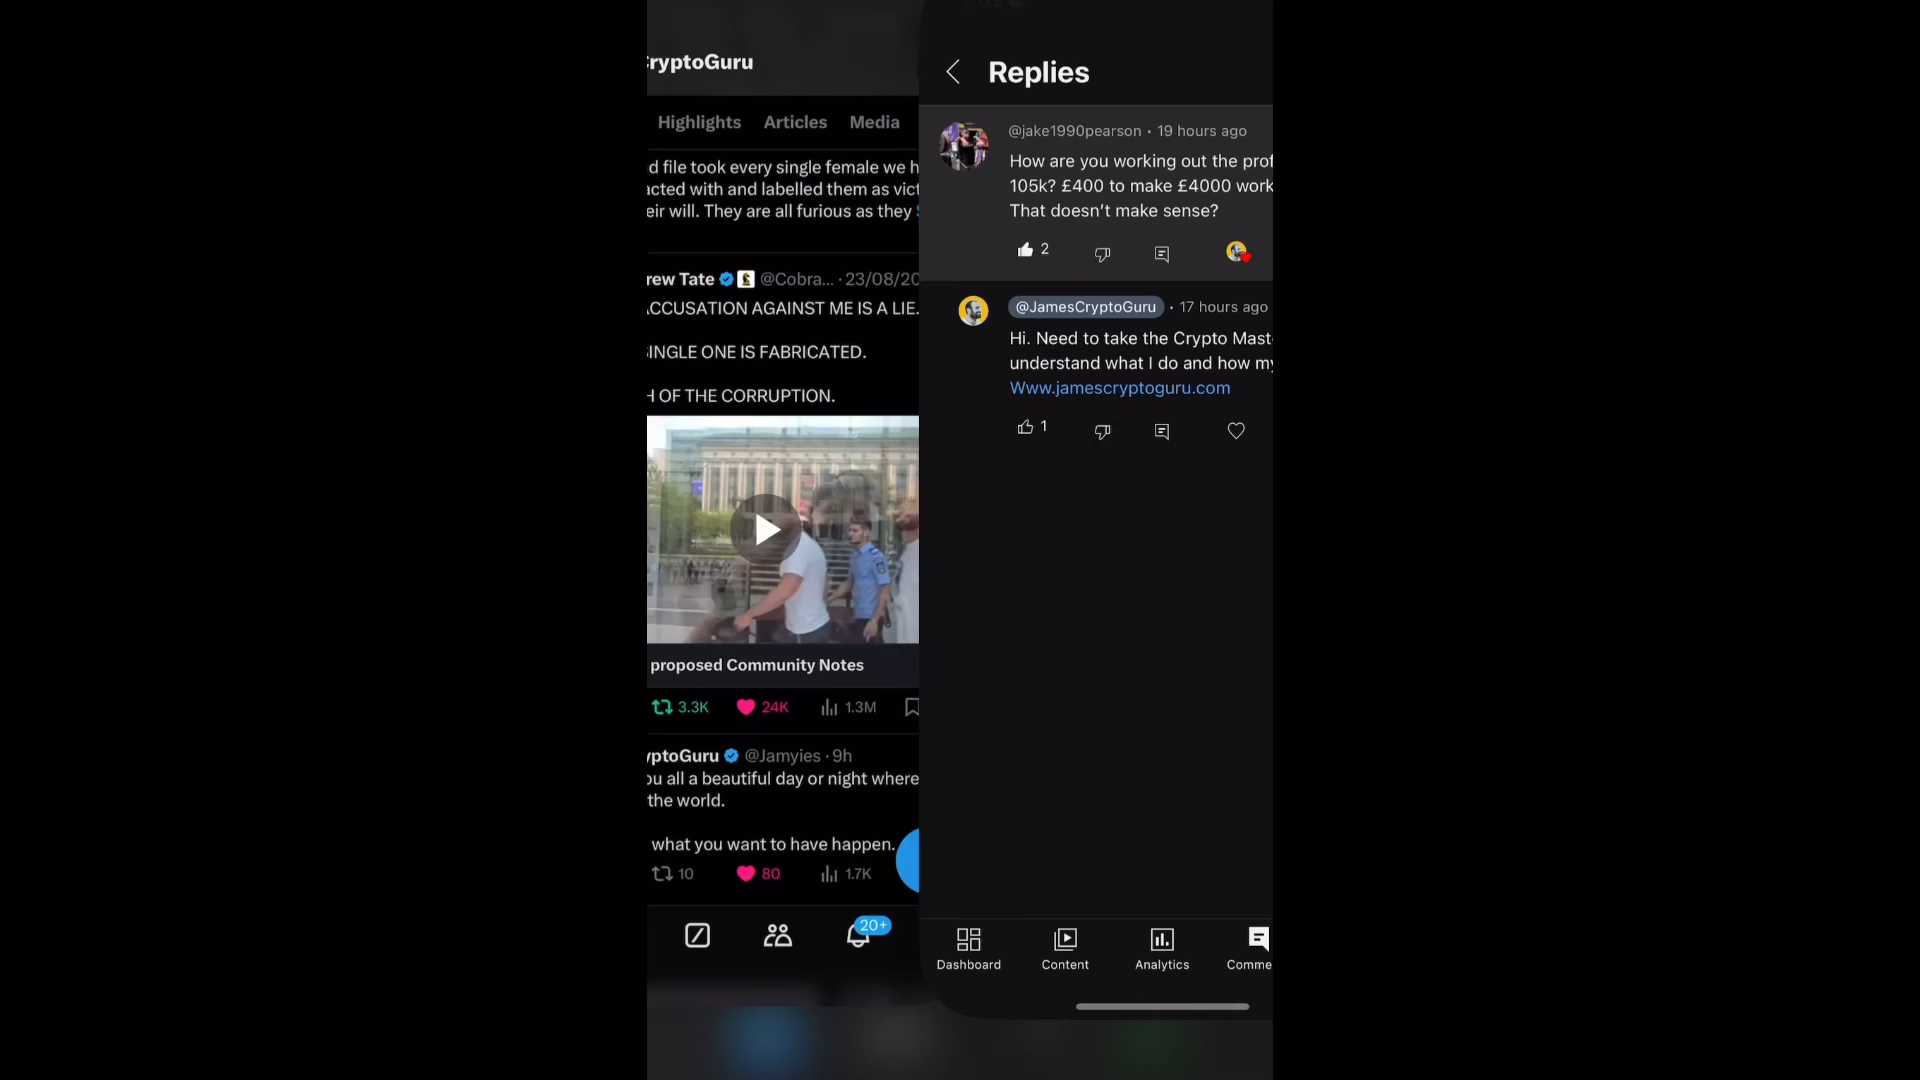 CryptoGuru
Highlights Articles Media
d file took every single female we h
acted with and labelled them as vict
eir will. They are all furious as they
rew Tate @Cobra... · 23/08/20
CCUSATION AGAINST ME IS A LIE.
SINGLE ONE IS FABRICATED.
H OF THE CORRUPTION.
proposed Community Notes
3.3K 24K 1.3M
yptoGuru @Jamyies · 9h
ou all a beautiful day or night where
the world.
what you want to have happen.
10 80 1.7K
20+
Replies
@jake1990pearson • 19 hours ago
How are you working out the prof
105k? £400 to make £4000 work
That doesn't make sense?
2
@JamesCryptoGuru • 17 hours ago
Hi. Need to take the Crypto Mast
understand what I do and how my
Www.jamescryptoguru.com
1
Dashboard Content Analytics Comme